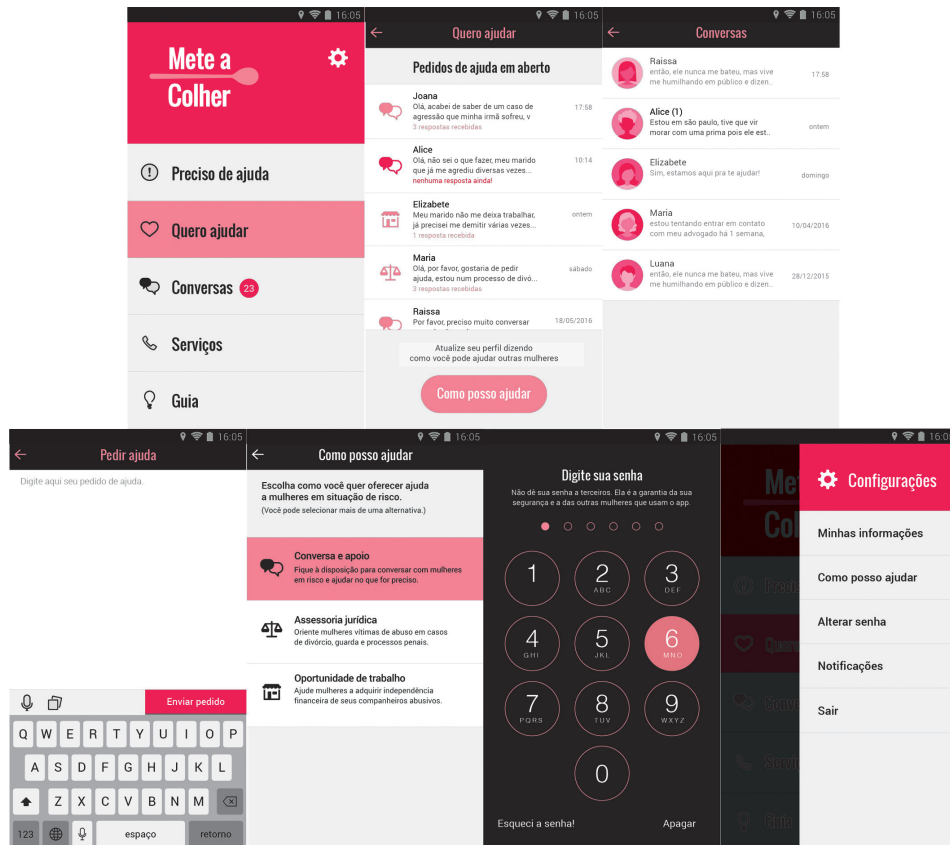 16:05
Mete a
Colher
Preciso de ajuda
Quero ajudar
Conversas 23
Serviços
Guia
16:05
Quero ajudar
Pedidos de ajuda em aberto
Joana
Olá, acabei de saber de um caso de
agressão que minha irmã sofreu, v
3 respostas recebidas
17:58
Alice
Olá, não sei o que fazer, meu marido
que já me agrediu diversas vezes...
nenhuma resposta ainda!
10:14
Elizabete
Meu marido não me deixa trabalhar,
já precisei me demitir várias vezes...
1 resposta recebida
ontem
Maria
Olá, por favor, gostaria de pedir
ajuda, estou num processo de divó...
3 respostas recebidas
sábado
Raissa
Por favor, preciso muito conversar
18/05/2016
Atualize seu perfil dizendo
como você pode ajudar outras mulheres
Como posso ajudar
16:05
Conversas
Raissa
então, ele nunca me bateu, mas vive
me humilhando em público e dizen..
17:58
Alice (1)
Estou em são paulo, tive que vir
morar com uma prima pois ele est..
ontem
Elizabete
Sim, estamos aqui pra te ajudar!
domingo
Maria
estou tentando entrar em contato
com meu advogado há 1 semana,
10/04/2016
Luana
então, ele nunca me bateu, mas vive
me humilhando em público e dizen..
28/12/2015
16:05
Pedir ajuda
Digite aqui seu pedido de ajuda.
Enviar pedido
Q W E R T Y U I O P
A S D F G H J K L
Z X C V B N M
123 espaço retorno
16:05
Como posso ajudar
Escolha como você quer oferecer ajuda
a mulheres em situação de risco.
(Você pode selecionar mais de uma alternativa.)
Conversa e apoio
Fique à disposição para conversar com mulheres
em risco e ajudar no que for preciso.
Assessoria jurídica
Oriente mulheres vítimas de abuso em casos
de divórcio, guarda e processos penais.
Oportunidade de trabalho
Ajude mulheres a adquirir independência
financeira de seus companheiros abusivos.
16:05
Digite sua senha
Não dê sua senha a terceiros. Ela é a garantia da sua
segurança e a das outras mulheres que usam o app.
1 2 3
ABC DEF
4 5 6
GHI JKL MNO
7 8 9
PQRS TUV WXYZ
0
Esqueci a senha! Apagar
16:05
Configurações
Minhas informações
Como posso ajudar
Alterar senha
Notificações
Sair